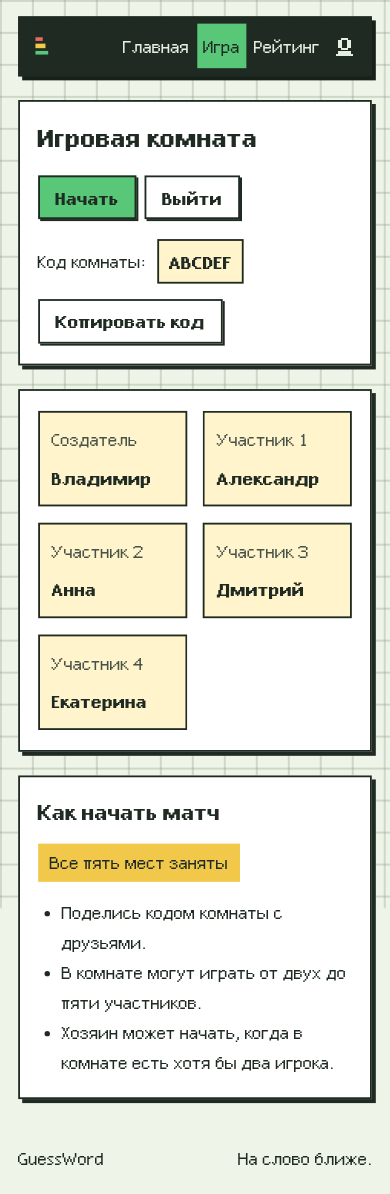 Главная Игра Рейтинг
Игровая комната
Начать Выйти
Код комнаты: ABCDEF
Копировать код
Создатель Участник 1
Владимир Александр
Участник 2 Участник 3
Анна Дмитрий
Участник 4
Екатерина
Как начать матч
Все пять мест заняты
• Поделись кодом комнаты с
друзьями.
• В комнате могут играть от двух до
пяти участников.
• Хозяин может начать, когда в
комнате есть хотя бы два игрока.
GuessWord На слово ближе.